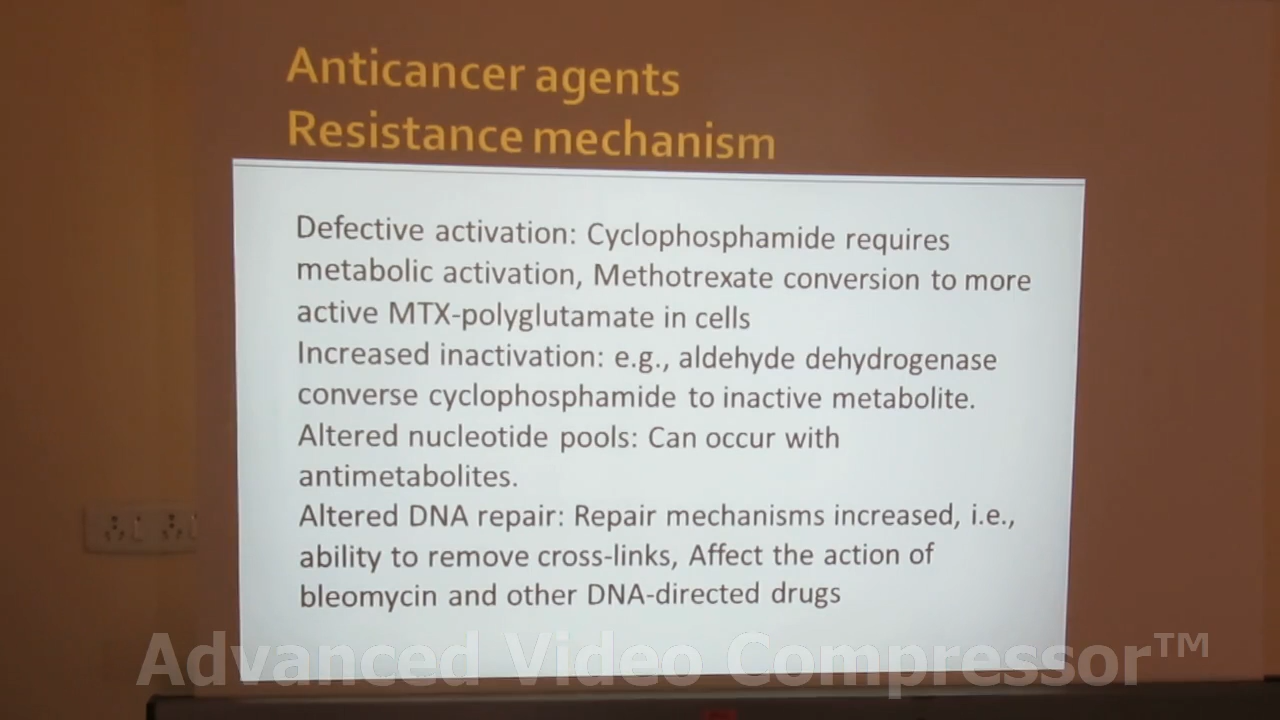 Anticancer agents
Resistance mechanism
Defective activation: Cyclophosphamide requires
metabolic activation, Methotrexate conversion to more
active MTX-polyglutamate in cells
Increased inactivation: e.g., aldehyde dehydrogenase
converse cyclophosphamide to inactive metabolite.
Altered nucleotide pools: Can occur with
antimetabolites.
Altered DNA repair: Repair mechanisms increased, i.e.,
ability to remove cross-links, Affect the action of
bleomycin and other DNA-directed drugs
Advanced Video Compressor™